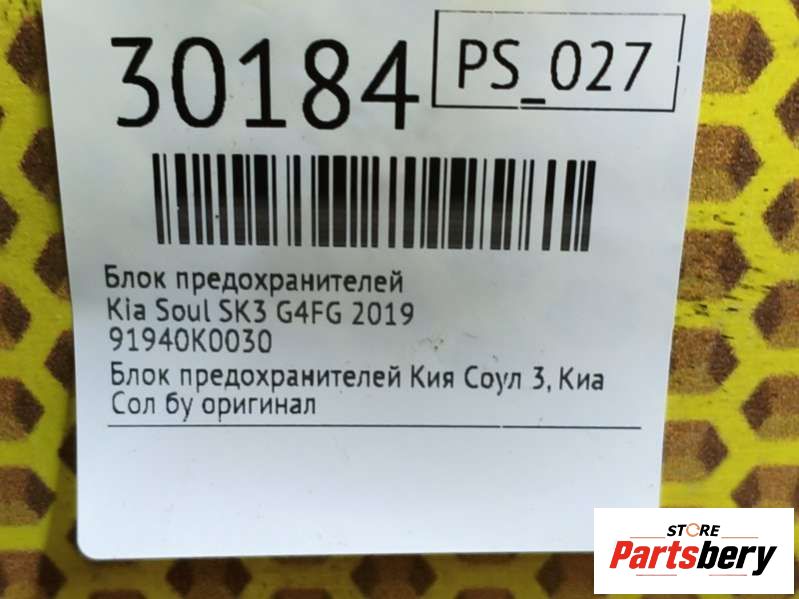 30184
PS_027
Блок предохранителей
Kia Soul SK3 G4FG 2019
91940K0030
Блок предохранителей Кия Соул 3, Киа
Сол бу оригинал
STORE
Partsbery